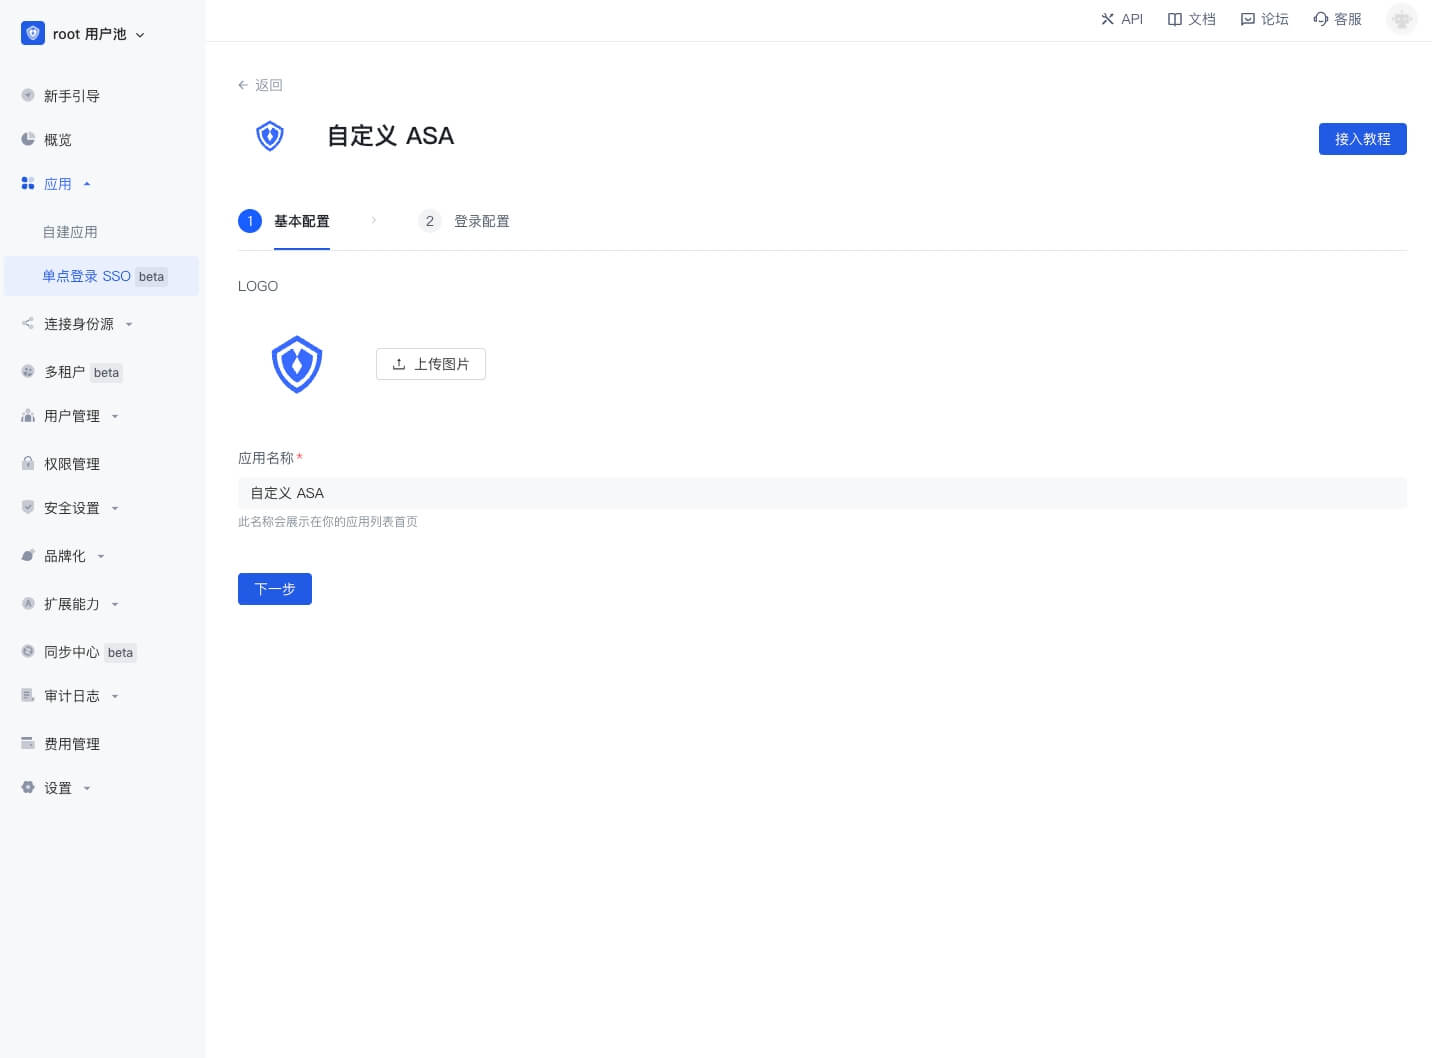 root 用户池
API
文档
论坛
客服
新手引导
概览
应用
自建应用
单点登录 SSO beta
连接身份源
多租户 beta
用户管理
权限管理
安全设置
品牌化
扩展能力
同步中心 beta
审计日志
费用管理
设置
返回
自定义 ASA
接入教程
1 基本配置
2 登录配置
LOGO
上传图片
应用名称*
自定义 ASA
此名称会展示在你的应用列表首页
下一步